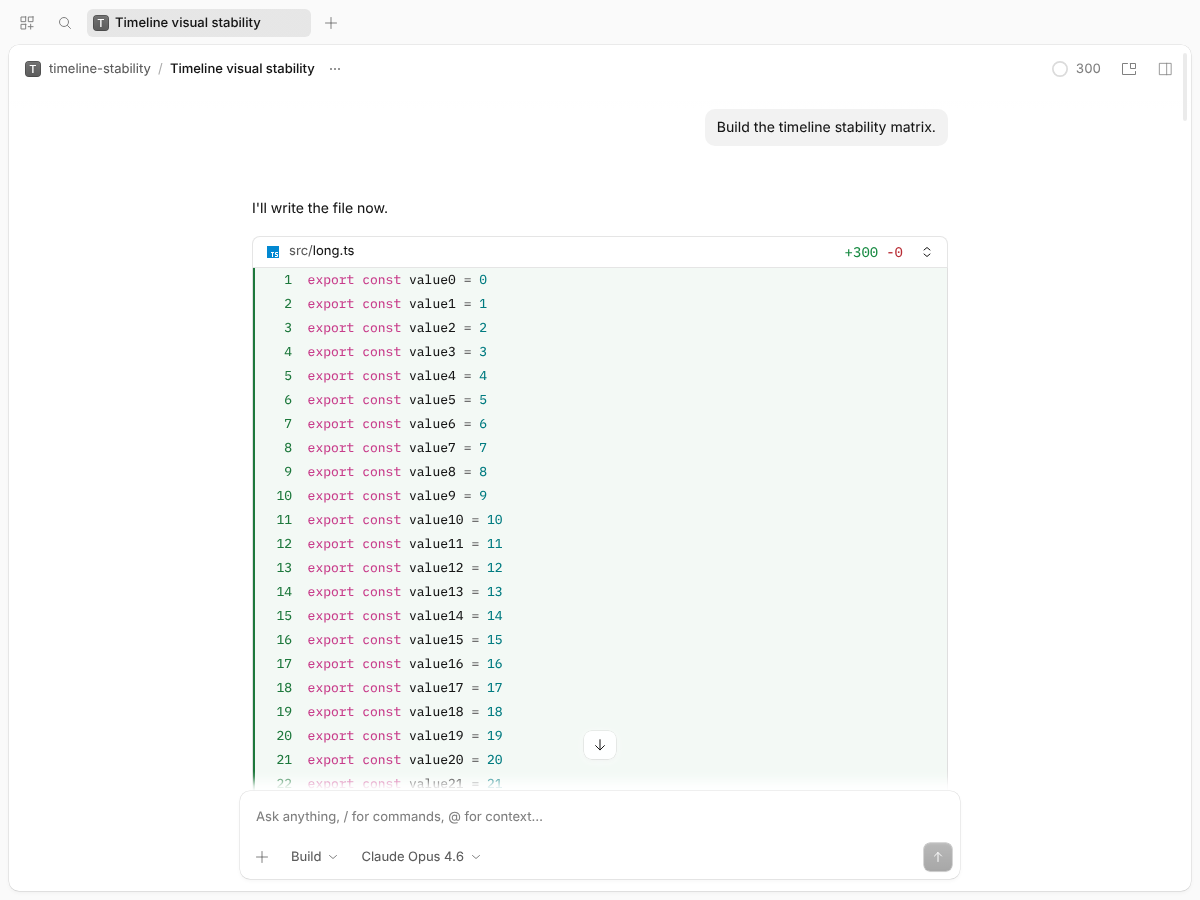 T Timeline visual stability
T timeline-stability / Timeline visual stability ... 300
Build the timeline stability matrix.
I'll write the file now.
TS src/long.ts +300 -0
1 export const value0 = 0
2 export const value1 = 1
3 export const value2 = 2
4 export const value3 = 3
5 export const value4 = 4
6 export const value5 = 5
7 export const value6 = 6
8 export const value7 = 7
9 export const value8 = 8
10 export const value9 = 9
11 export const value10 = 10
12 export const value11 = 11
13 export const value12 = 12
14 export const value13 = 13
15 export const value14 = 14
16 export const value15 = 15
17 export const value16 = 16
18 export const value17 = 17
19 export const value18 = 18
20 export const value19 = 19
21 export const value20 = 20
22 export const value21 = 21
Ask anything, / for commands, @ for context...
Build Claude Opus 4.6